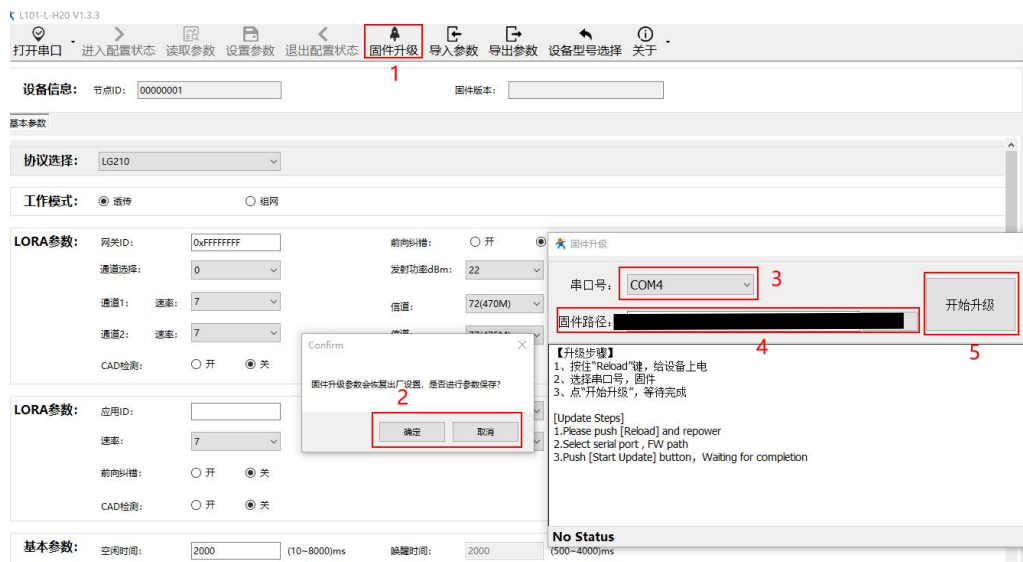 L101-L-H20 V1.3.3
打开串口 进入配置状态 读取参数 设置参数 退出配置状态 固件升级 导入参数 导出参数 设备型号选择 关于
1
设备信息: 节点ID: 00000001 固件版本:
基本参数
协议选择: LG210
工作模式: 透传 组网
LORA参数: 网关ID: 0xFFFFFFFF 前向纠错: 开
通道选择: 0 发射功率dBm: 22
通道1: 速率: 7 信道: 72(470M)
通道2: 速率: 7
CAD检测: 开 关
LORA参数: 应用ID:
速率: 7
前向纠错: 开 关
CAD检测: 开 关
基本参数: 空闲时间: 2000 (10~8000)ms 唤醒时间: 2000 (500~4000)ms
Confirm
固件升级参数会恢复出厂设置，是否进行参数保存?
2
确定 取消
固件升级
串口号: COM4 3
固件路径:
4
开始升级
5
【升级步骤】
1、按住"Reload"键，给设备上电
2、选择串口号，固件
3、点"开始升级"，等待完成
[Update Steps]
1.Please push [Reload] and repower
2.Select serial port , FW path
3.Push [Start Update] button，Waiting for completion
No Status